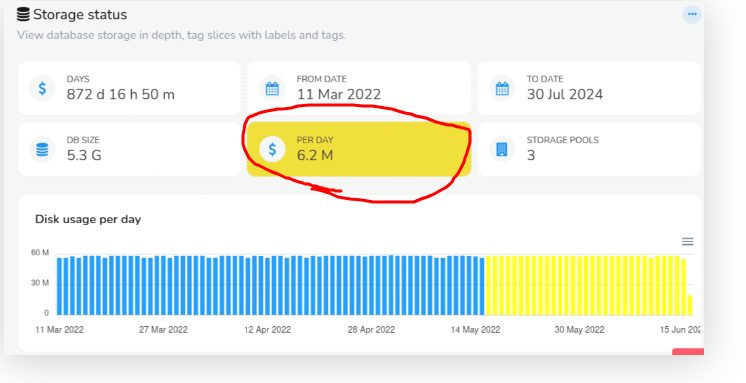 Storage status
View database storage in depth, tag slices with labels and tags.
DAYS
872 d 16 h 50 m
FROM DATE
11 Mar 2022
TO DATE
30 Jul 2024
DB SIZE
5.3 G
PER DAY
6.2 M
STORAGE POOLS
3
Disk usage per day
60 M
30 M
0
11 Mar 2022 27 Mar 2022 12 Apr 2022 28 Apr 2022 14 May 2022 30 May 2022 15 Jun 202